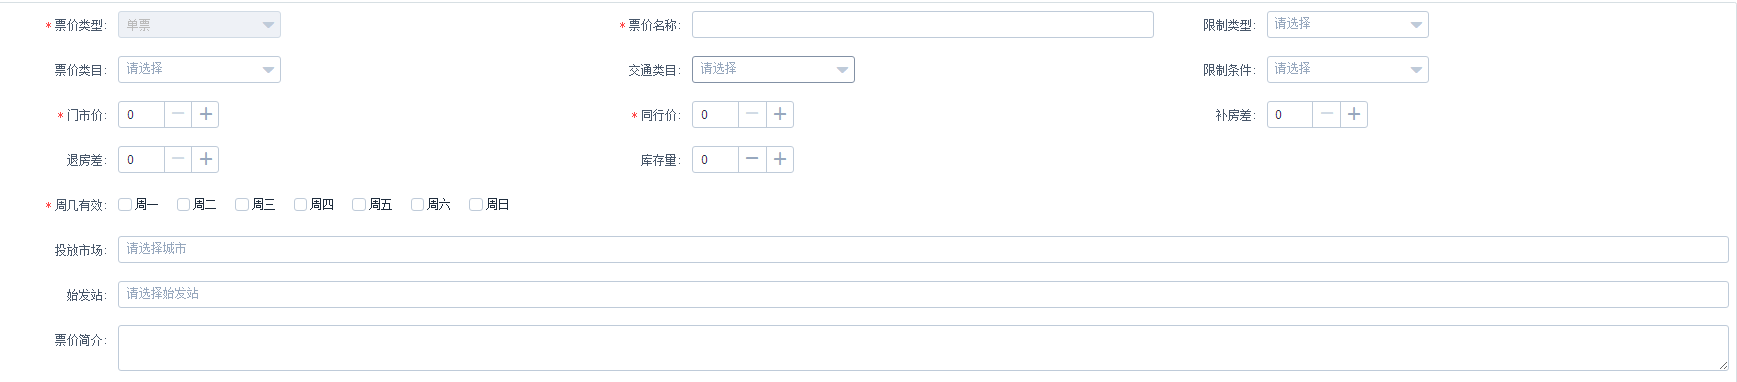 * 票价类型: 单票 * 票价名称: 限制类型: 请选择
票价类目: 请选择 交通类目: 请选择 限制条件: 请选择
* 门市价: 0 * 同行价: 0 补房差: 0
退房差: 0 库存量: 0
* 周几有效: 周一 周二 周三 周四 周五 周六 周日
投放市场: 请选择城市
始发站: 请选择始发站
票价简介: